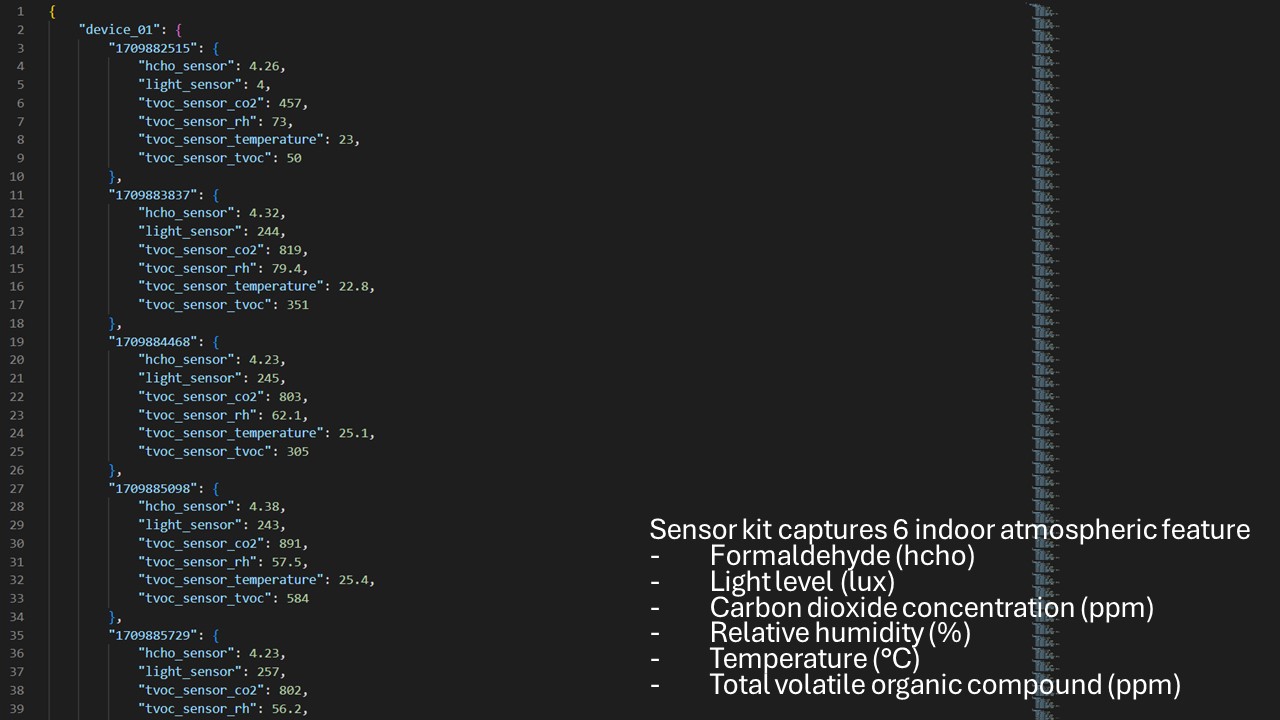 1 {
2 "device_01": {
3 "1709882515": {
4 "hcho_sensor": 4.26,
5 "light_sensor": 4,
6 "tvoc_sensor_co2": 457,
7 "tvoc_sensor_rh": 73,
8 "tvoc_sensor_temperature": 23,
9 "tvoc_sensor_tvoc": 50
10 },
11 "1709883837": {
12 "hcho_sensor": 4.32,
13 "light_sensor": 244,
14 "tvoc_sensor_co2": 819,
15 "tvoc_sensor_rh": 79.4,
16 "tvoc_sensor_temperature": 22.8,
17 "tvoc_sensor_tvoc": 351
18 },
19 "1709884468": {
20 "hcho_sensor": 4.23,
21 "light_sensor": 245,
22 "tvoc_sensor_co2": 803,
23 "tvoc_sensor_rh": 62.1,
24 "tvoc_sensor_temperature": 25.1,
25 "tvoc_sensor_tvoc": 305
26 },
27 "1709885098": {
28 "hcho_sensor": 4.38,
29 "light_sensor": 243,
30 "tvoc_sensor_co2": 891,
31 "tvoc_sensor_rh": 57.5,
32 "tvoc_sensor_temperature": 25.4,
33 "tvoc_sensor_tvoc": 584
34 },
35 "1709885729": {
36 "hcho_sensor": 4.23,
37 "light_sensor": 257,
38 "tvoc_sensor_co2": 802,
39 "tvoc_sensor_rh": 56.2,
Sensor kit captures 6 indoor atmospheric feature
- Formaldehyde (hcho)
- Light level (lux)
- Carbon dioxide concentration (ppm)
- Relative humidity (%)
- Temperature (°C)
- Total volatile organic compound (ppm)